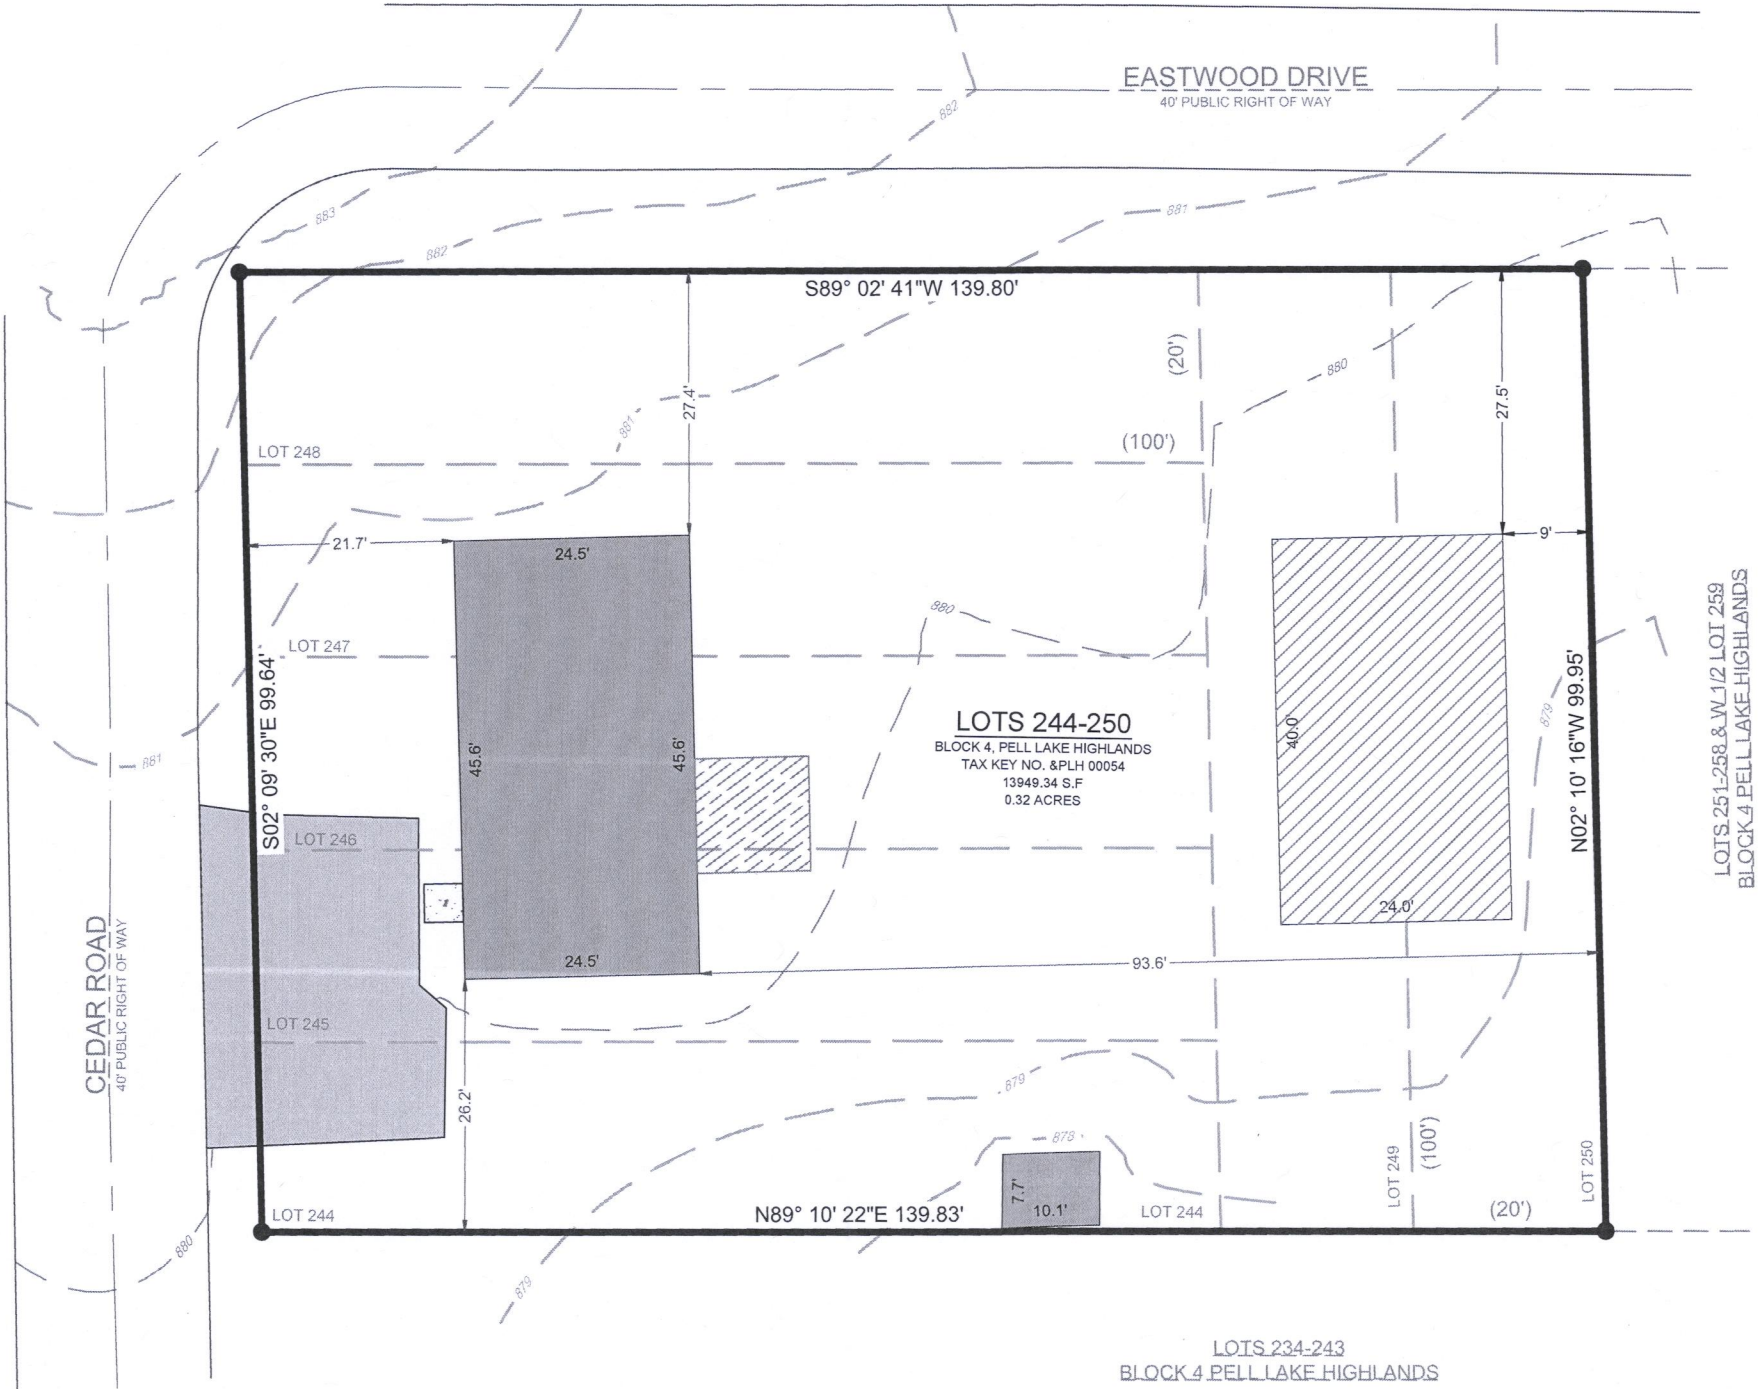 EASTWOOD DRIVE
40' PUBLIC RIGHT OF WAY
882
883
881
882
S89° 02' 41"W 139.80'
(20')
880
27.4'
27.5'
881
(100')
LOT 248
21.7'
24.5'
9'
880
LOT 247
S02° 09' 30"E 99.64'
45.6'
45.6'
LOTS 244-250
BLOCK 4, PELL LAKE HIGHLANDS
TAX KEY NO. &PLH 00054
13949.34 S.F
0.32 ACRES
40.0'
879
N02° 10' 16"W 99.95'
LOTS 251-258 & W 1/2 LOT 259
BLOCK 4 PELL LAKE HIGHLANDS
881
LOT 246
24.0'
CEDAR ROAD
40' PUBLIC RIGHT OF WAY
24.5'
93.6'
LOT 245
26.2'
879
878
(100')
LOT 249
LOT 250
7.7'
10.1'
LOT 244
N89° 10' 22"E 139.83'
LOT 244
(20')
880
879
LOTS 234-243
BLOCK 4 PELL LAKE HIGHLANDS